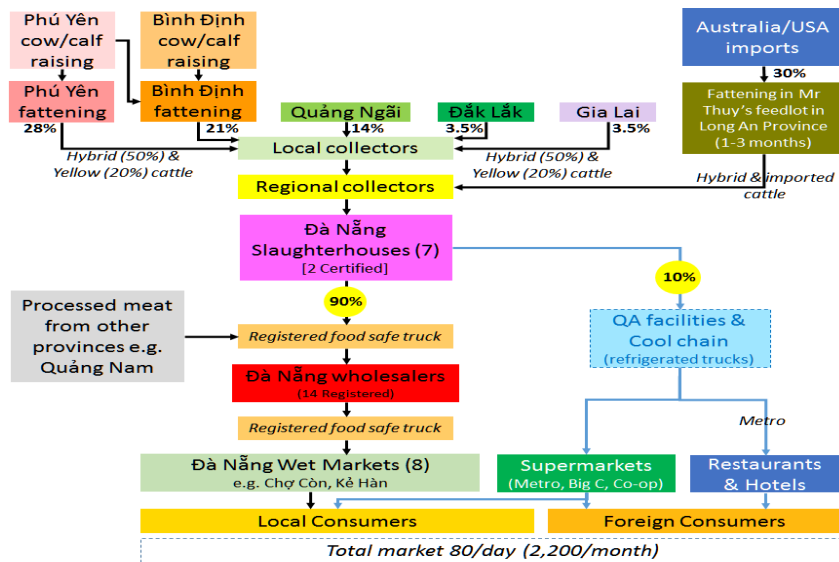 Phú Yên
cow/calf
raising
Bình Định
cow/calf
raising
Australia/USA
imports
30%
Phú Yên
fattening
Bình Định
fattening
Quảng Ngãi
Đắk Lắk
Gia Lai
Fattening in Mr
Thuy’s feedlot in
Long An Province
(1-3 months)
28%
21%
14%
3.5%
3.5%
Local collectors
Hybrid (50%) &
Yellow (20%) cattle
Hybrid (50%) &
Yellow (20%) cattle
Regional collectors
Hybrid & imported
cattle
Đà Nẵng
Slaughterhouses (7)
[2 Certified]
90%
10%
Processed meat
from other
provinces e.g.
Quảng Nam
Registered food safe truck
QA facilities &
Cool chain
(refrigerated trucks)
Đà Nẵng wholesalers
(14 Registered)
Registered food safe truck
Metro
Đà Nẵng Wet Markets (8)
e.g. Chợ Còn, Kẻ Hàn
Supermarkets
(Metro, Big C, Co-op)
Restaurants
& Hotels
Local Consumers
Foreign Consumers
Total market 80/day (2,200/month)